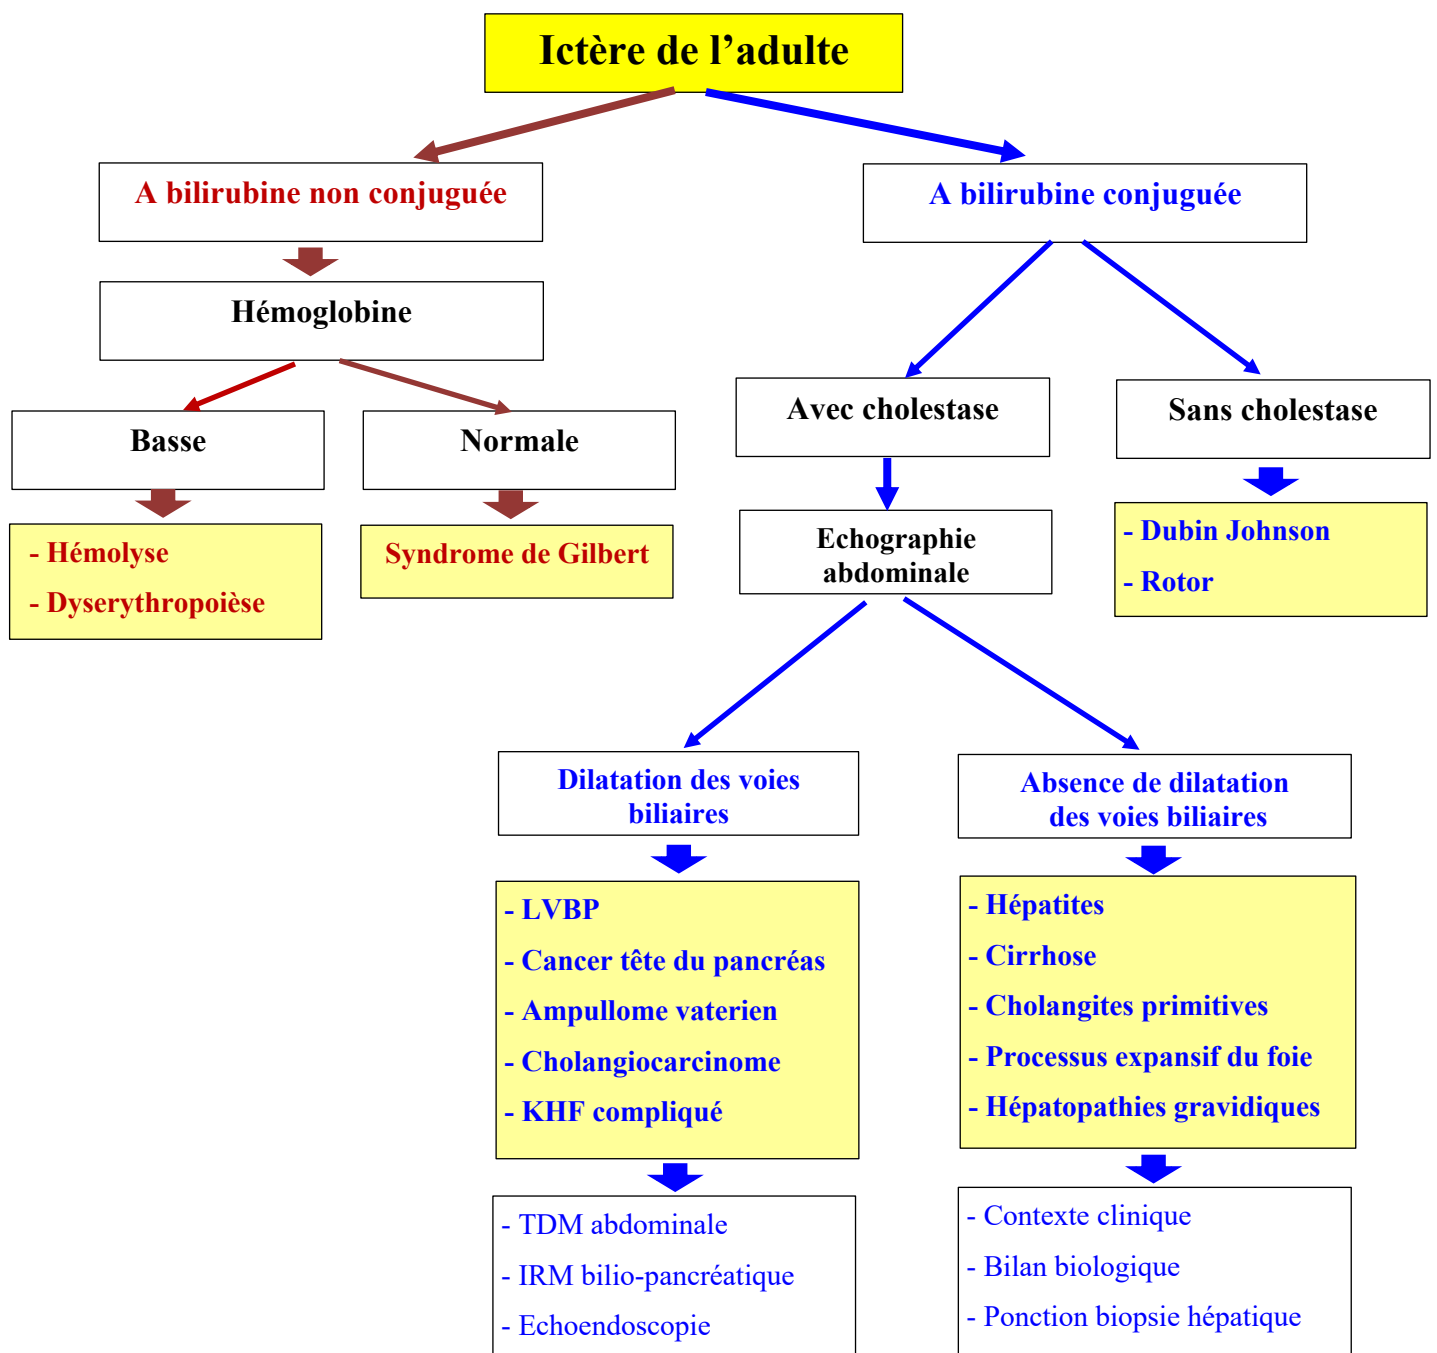 Ictère de l’adulte
A bilirubine non conjuguée
A bilirubine conjuguée
Hémoglobine
Basse
Normale
Avec cholestase
Sans cholestase
- Hémolyse
- Dyserythropoièse
Syndrome de Gilbert
Echographie
abdominale
- Dubin Johnson
- Rotor
Dilatation des voies
biliaires
Absence de dilatation
des voies biliaires
- LVBP
- Cancer tête du pancréas
- Ampullome vaterien
- Cholangiocarcinome
- KHF compliqué
- Hépatites
- Cirrhose
- Cholangites primitives
- Processus expansif du foie
- Hépatopathies gravidiques
- TDM abdominale
- IRM bilio-pancréatique
- Echoendoscopie
- Contexte clinique
- Bilan biologique
- Ponction biopsie hépatique